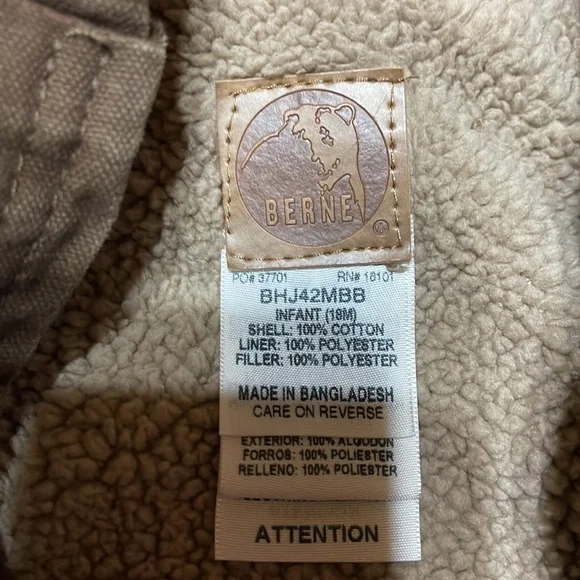 BERNE
PO# 37701 RN# 16101
BHJ42MBB
INFANT (18M)
SHELL: 100% COTTON
LINER: 100% POLYESTER
FILLER: 100% POLYESTER
MADE IN BANGLADESH
CARE ON REVERSE
EXTERIOR: 100% ALGODON
FORROS: 100% POLIESTER
RELLENO: 100% POLIESTER
ATTENTION